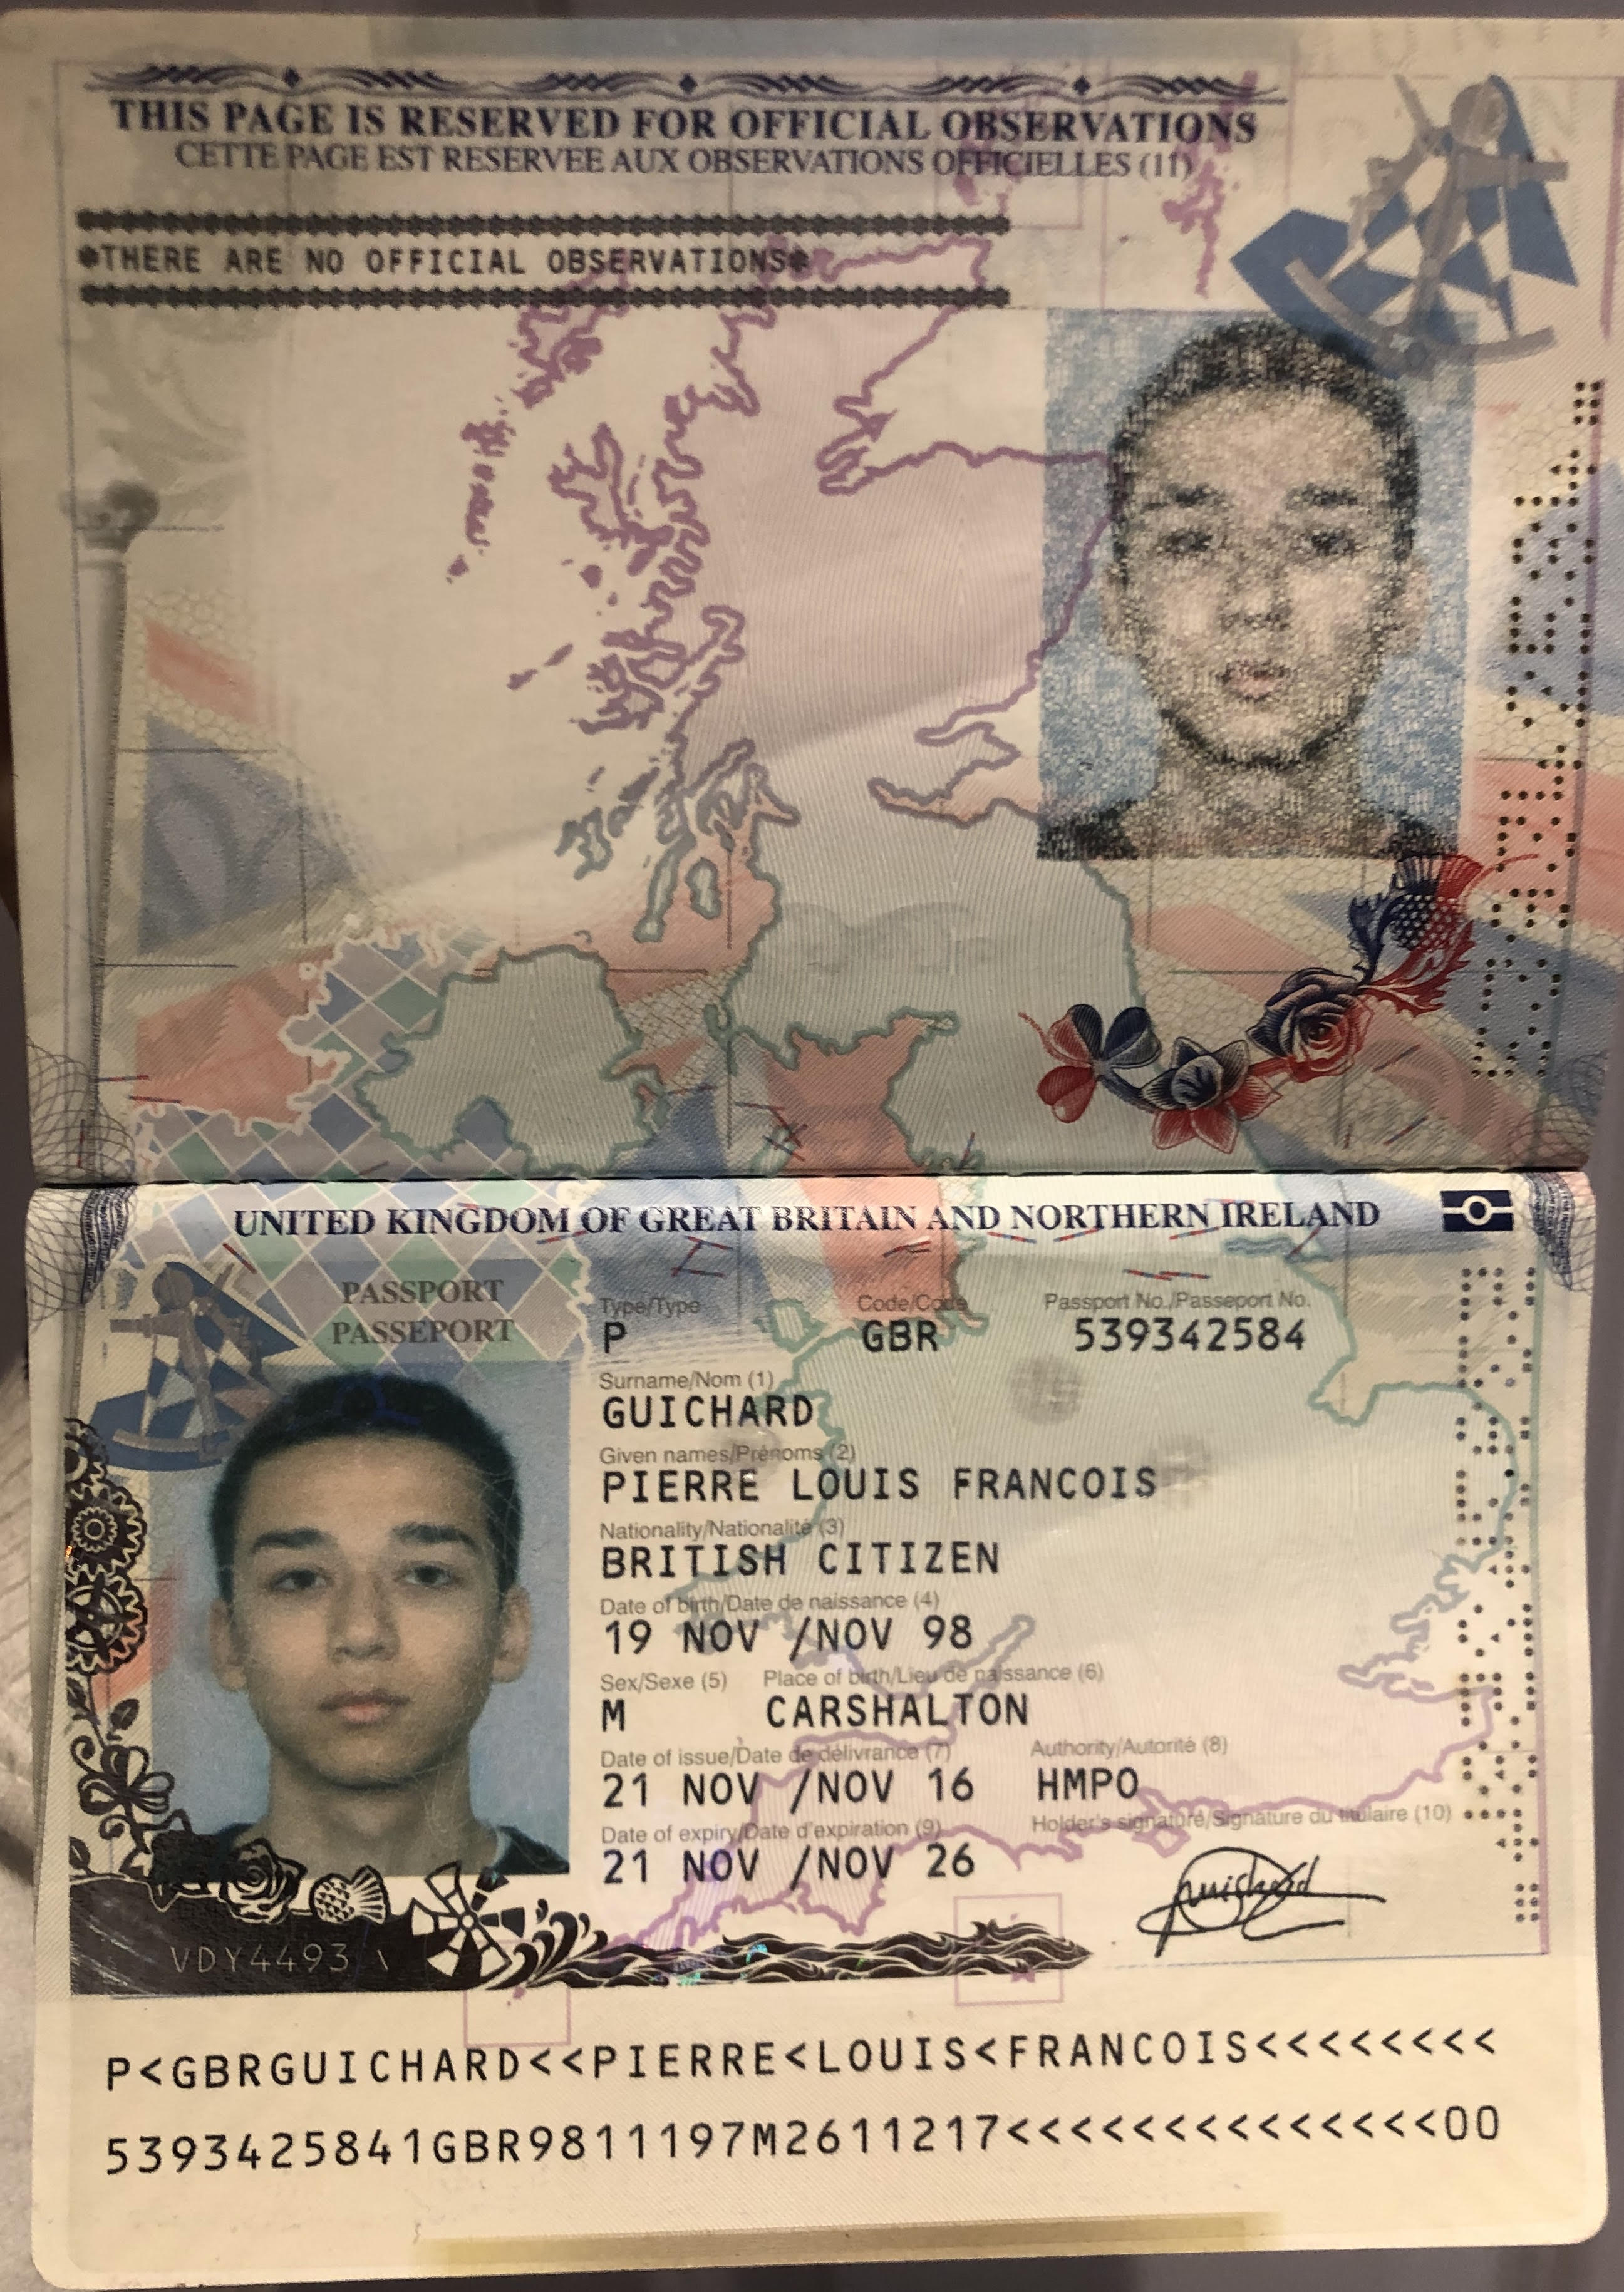 THIS PAGE IS RESERVED FOR OFFICIAL OBSERVATIONS
CETTE PAGE EST RESERVEE AUX OBSERVATIONS OFFICIELLES (11)
*THERE ARE NO OFFICIAL OBSERVATIONS*
UNITED KINGDOM OF GREAT BRITAIN AND NORTHERN IRELAND
PASSPORT
PASSEPORT
Type/Type Code/Code Passport No./Passeport No.
P GBR 539342584
Surname/Nom (1)
GUICHARD
Given names/Prénoms (2)
PIERRE LOUIS FRANCOIS
Nationality/Nationalité (3)
BRITISH CITIZEN
Date of birth/Date de naissance (4)
19 NOV /NOV 98
Sex/Sexe (5) Place of birth/Lieu de naissance (6)
M CARSHALTON
Date of issue/Date de délivrance (7) Authority/Autorité (8)
21 NOV /NOV 16 HMPO
Date of expiry/Date d'expiration (9) Holder's signature/Signature du titulaire (10)
21 NOV /NOV 26
VDY4493
P<GBRGUICHARD<<PIERRE<LOUIS<FRANCOIS<<<<<<<<
5393425841GBR9811197M2611217<<<<<<<<<<<<<<00